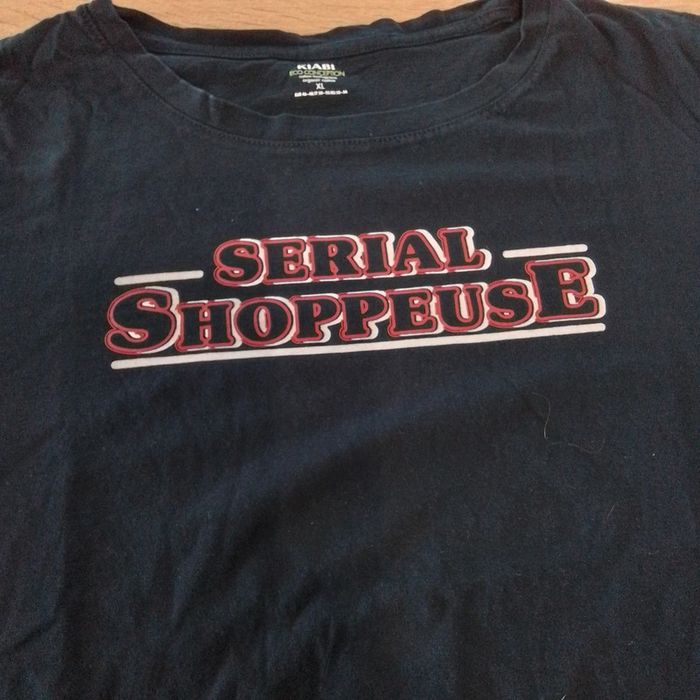 KIABI
ECO-CONCEPTION
XL
SERIAL
SHOPPEUSE